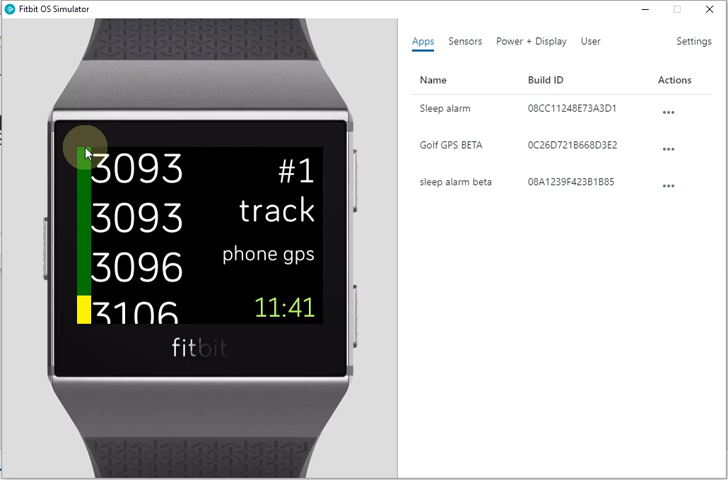 Fitbit OS Simulator
Apps Sensors Power + Display User Settings
Name Build ID Actions
Sleep alarm 08CC11248E73A3D1
Golf GPS BETA 0C26D721B668D3E2
sleep alarm beta 08A1239F423B1B85
3093
3093
3096
3106
#1
track
phone gps
11:41
fitbit